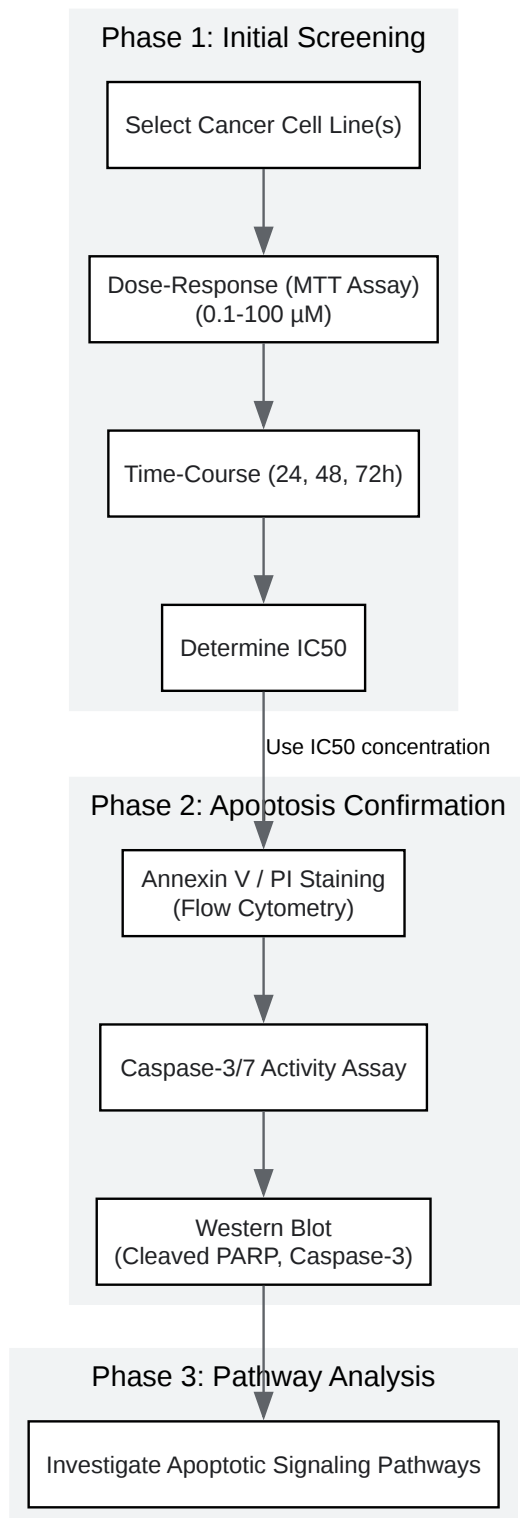 Phase 1: Initial Screening
Select Cancer Cell Line(s)
Dose-Response (MTT Assay)
(0.1-100 µM)
Time-Course (24, 48, 72h)
Determine IC50
Use IC50 concentration
Phase 2: Apoptosis Confirmation
Annexin V / PI Staining
(Flow Cytometry)
Caspase-3/7 Activity Assay
Western Blot
(Cleaved PARP, Caspase-3)
Phase 3: Pathway Analysis
Investigate Apoptotic Signaling Pathways